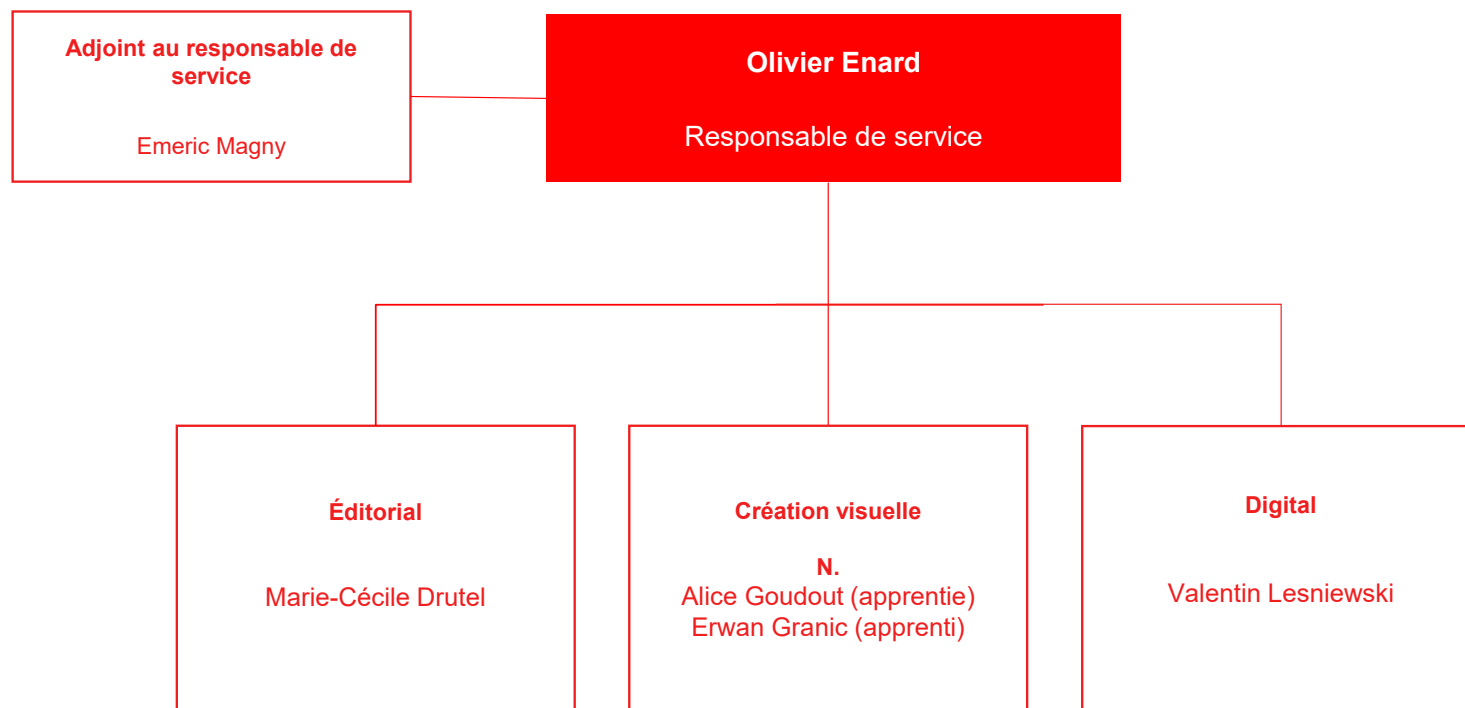 Adjoint au responsable de
service
Emeric Magny
Olivier Enard
Responsable de service
Éditorial
Marie-Cécile Drutel
Création visuelle
N.
Alice Goudout (apprentie)
Erwan Granic (apprenti)
Digital
Valentin Lesniewski